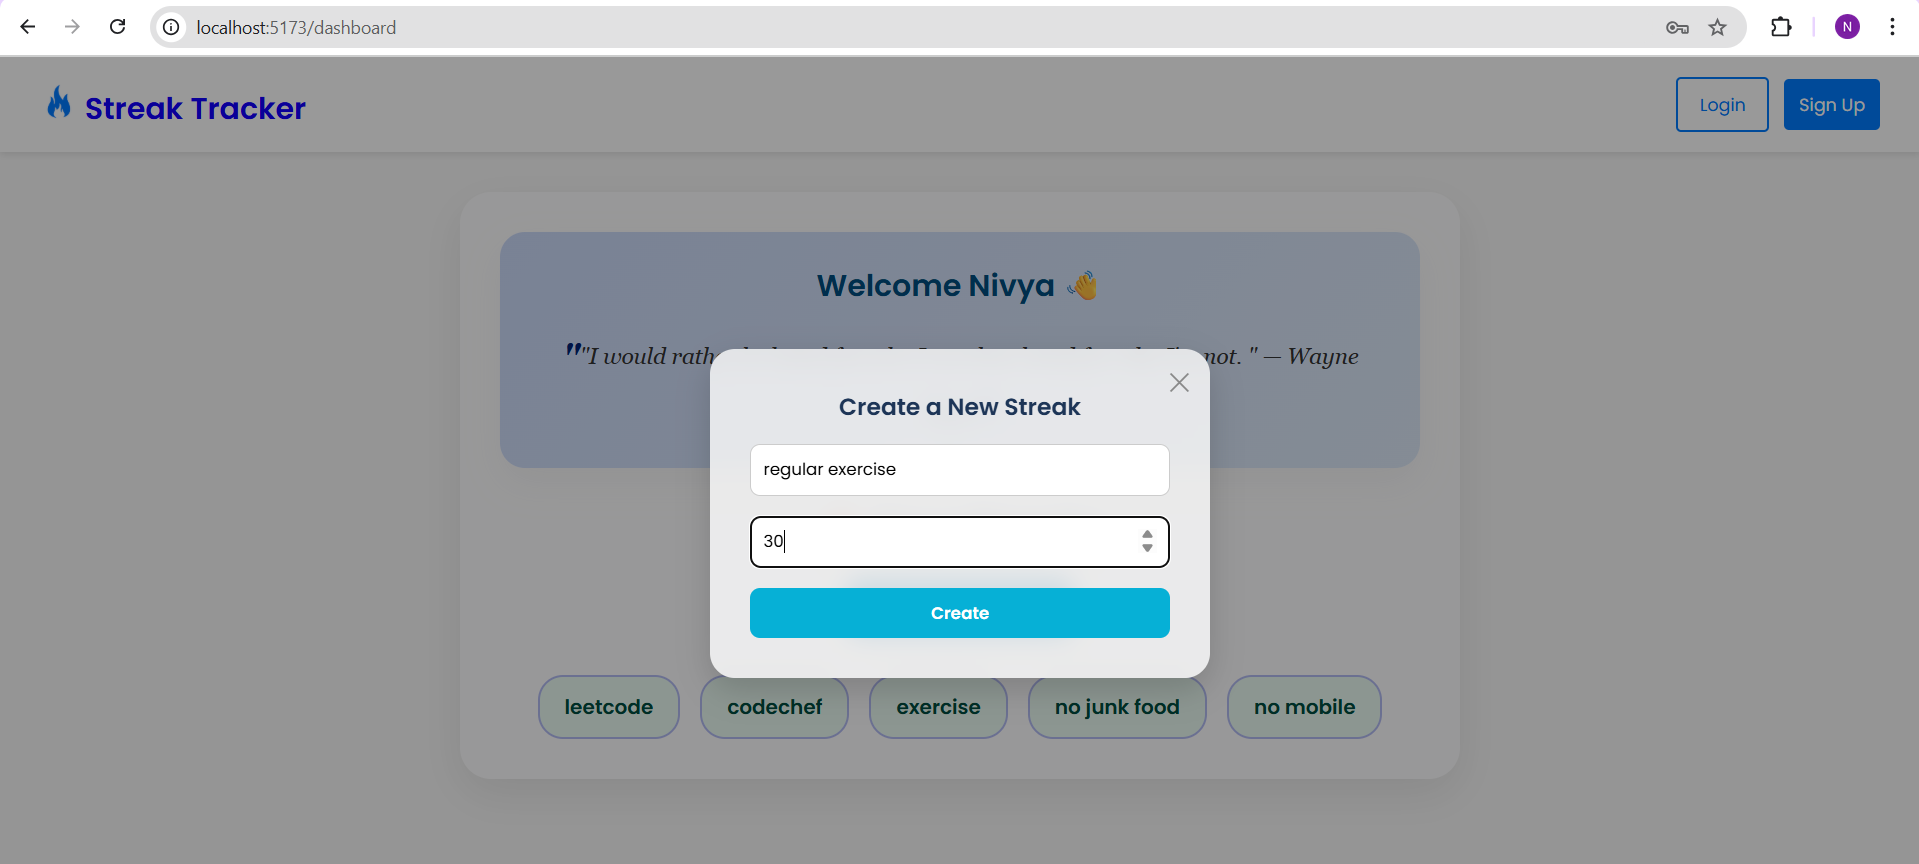 localhost:5173/dashboard
N
Streak Tracker
Login
Sign Up
Welcome Nivya 👋
""I would rath not. " — Wayne
Create a New Streak
regular exercise
30
Create
leetcode
codechef
exercise
no junk food
no mobile